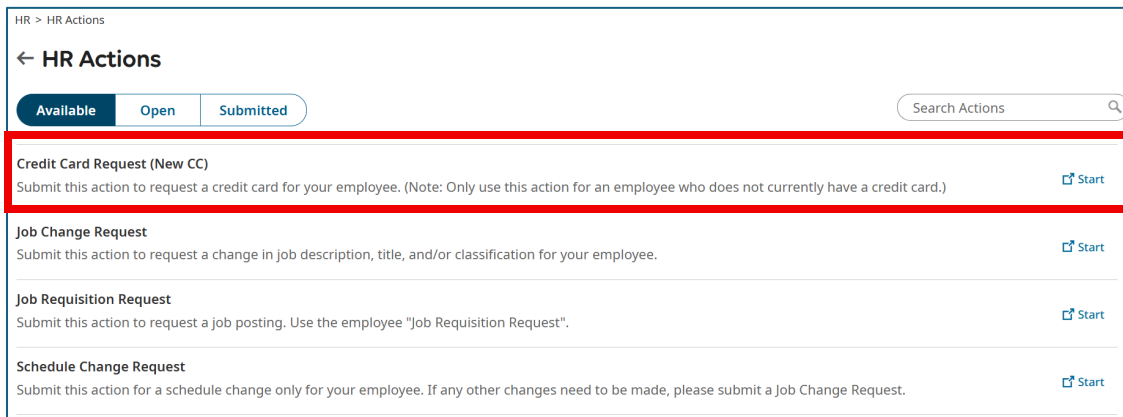 HR > HR Actions
← HR Actions
Available Open Submitted Search Actions
Credit Card Request (New CC)
Submit this action to request a credit card for your employee. (Note: Only use this action for an employee who does not currently have a credit card.) Start
Job Change Request
Submit this action to request a change in job description, title, and/or classification for your employee. Start
Job Requisition Request
Submit this action to request a job posting. Use the employee "Job Requisition Request". Start
Schedule Change Request
Submit this action for a schedule change only for your employee. If any other changes need to be made, please submit a Job Change Request. Start